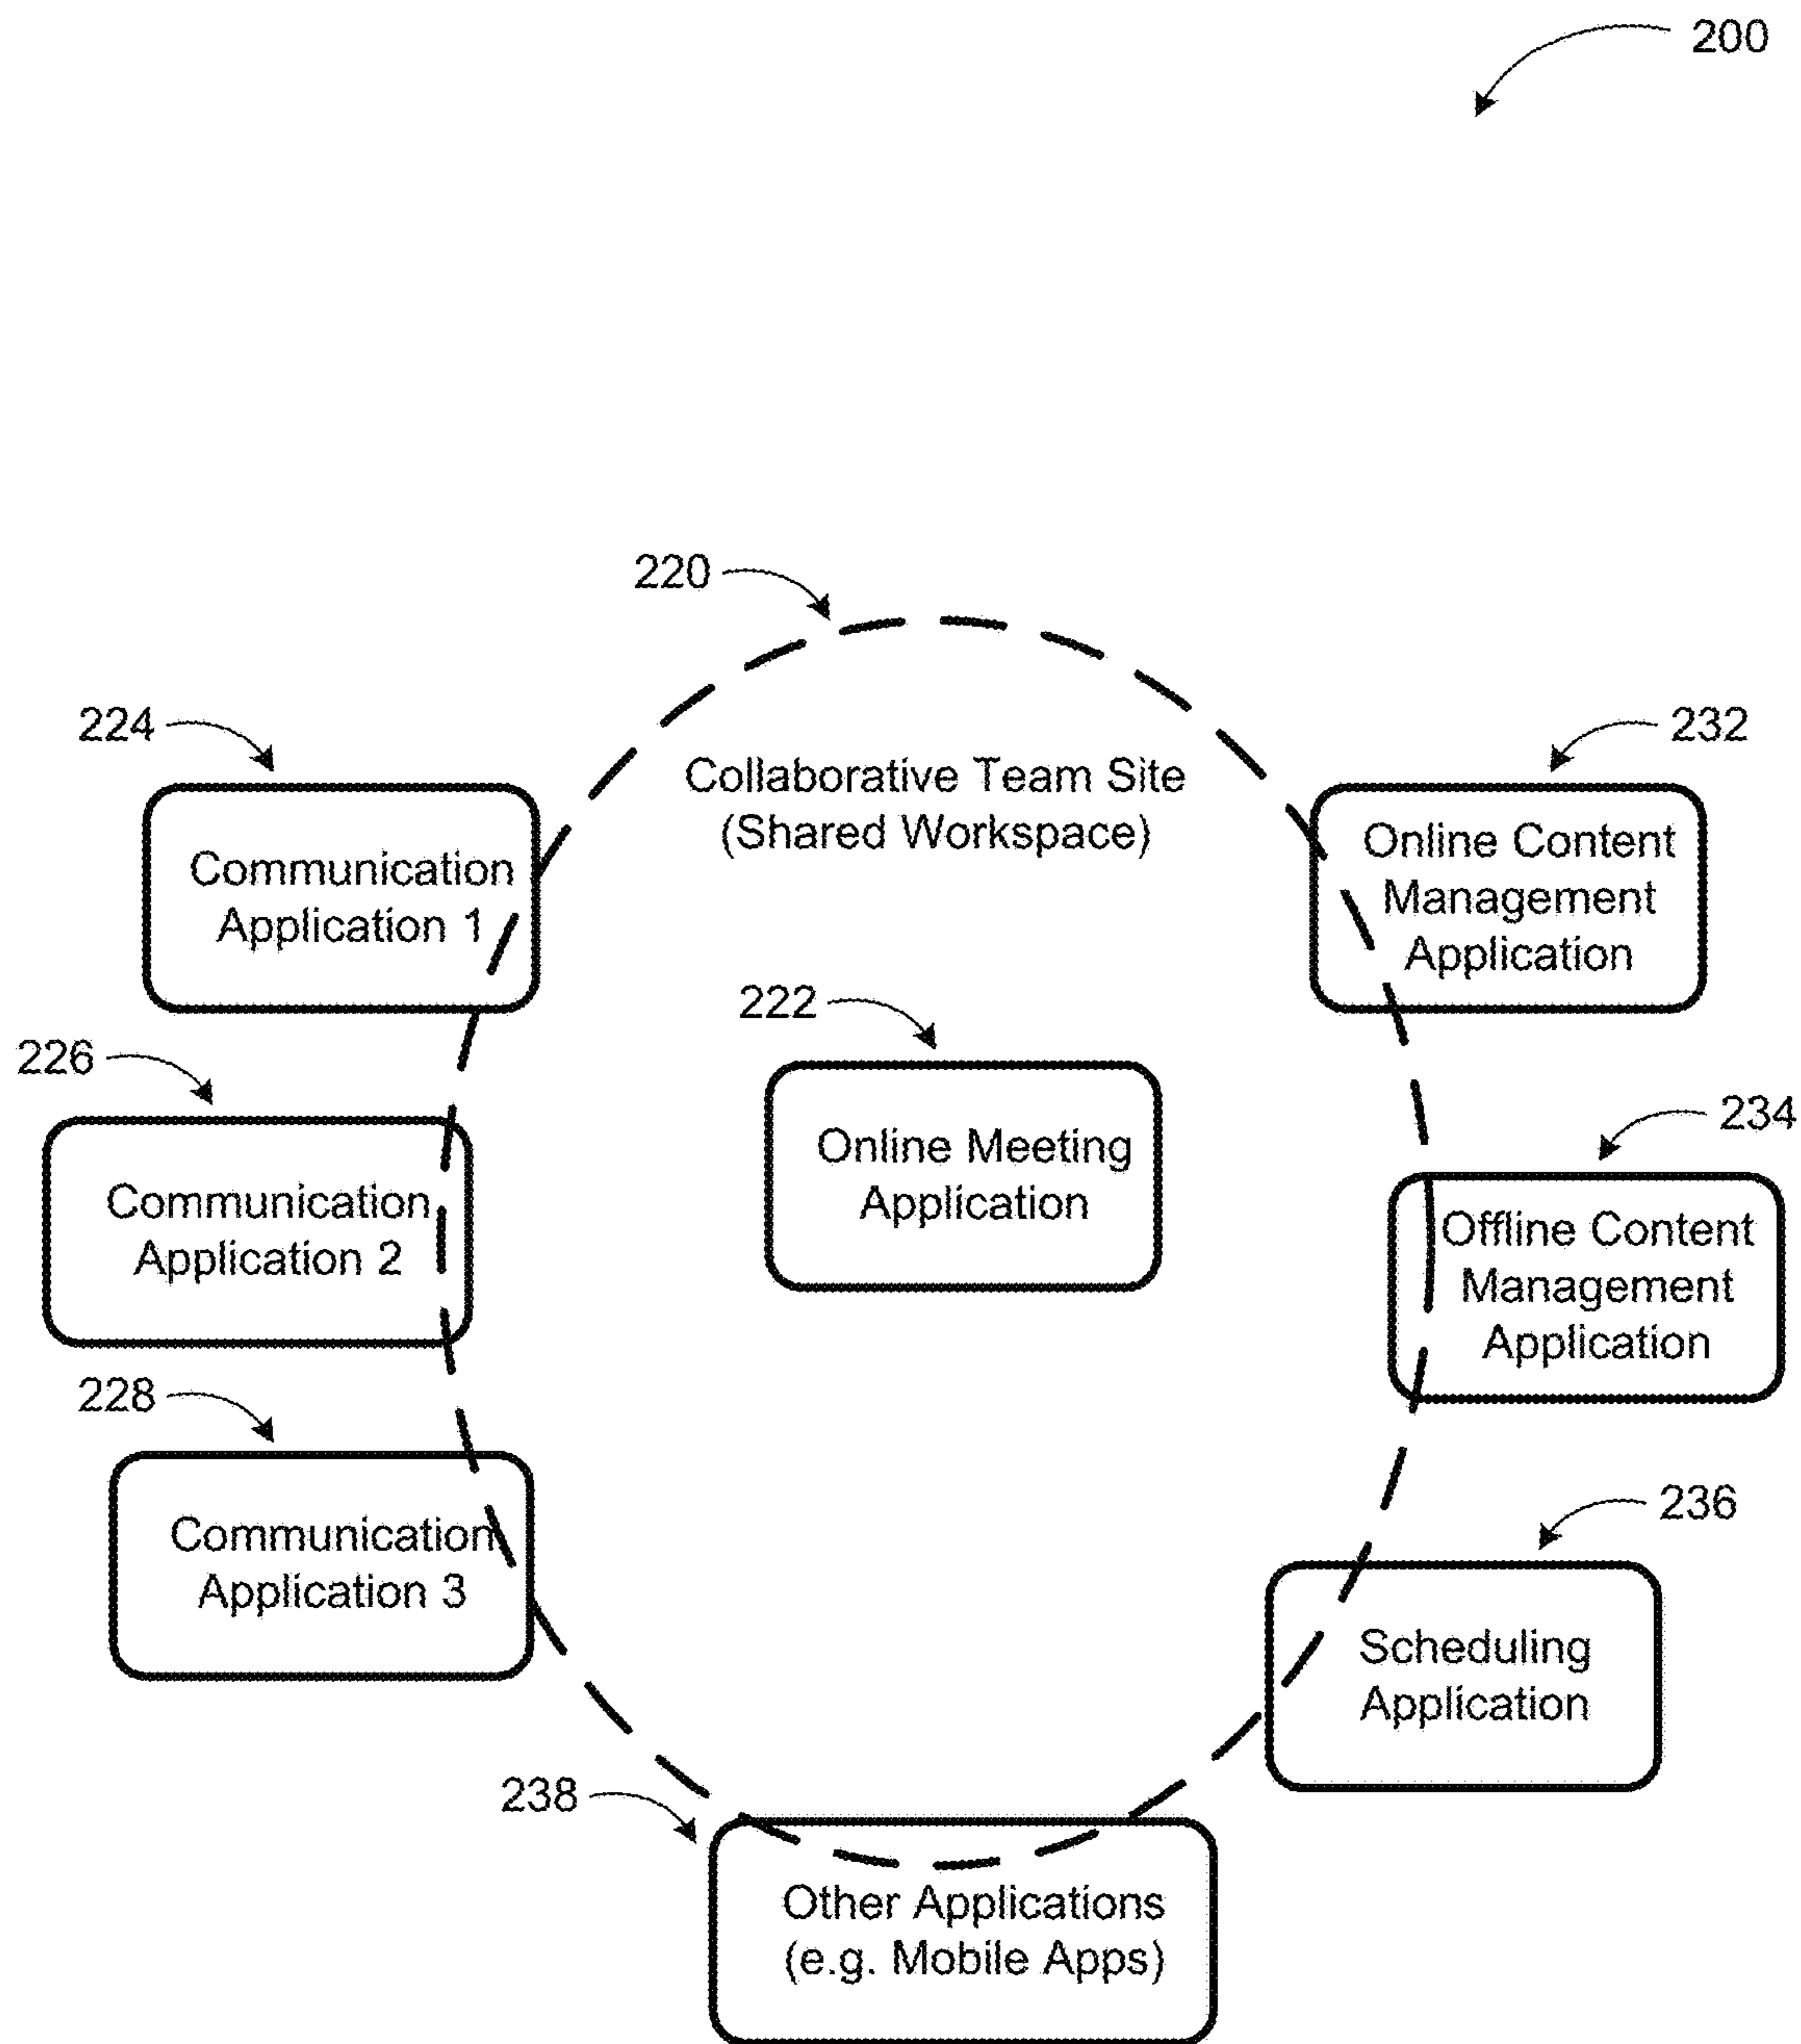 200
220
Collaborative Team Site
(Shared Workspace)
224
Communication
Application 1
232
Online Content
Management
Application
222
Online Meeting
Application
226
Communication
Application 2
234
Offline Content
Management
Application
228
Communication
Application 3
236
Scheduling
Application
238
Other Applications
(e.g. Mobile Apps)